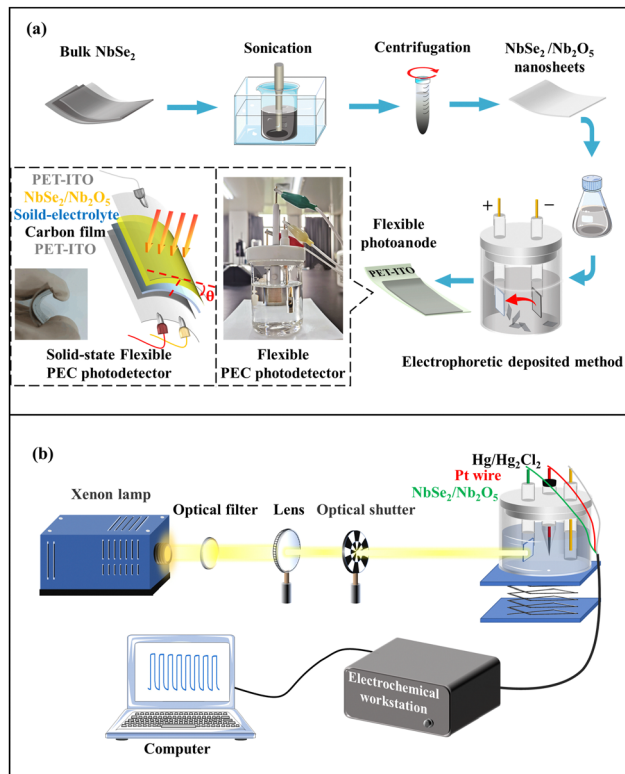 (a)
Bulk NbSe₂
Sonication
Centrifugation
NbSe₂/Nb₂O₅
nanosheets
PET-ITO
NbSe₂/Nb₂O₅
Soild-electrolyte
Carbon film
PET-ITO
θ
Solid-state Flexible
PEC photodetector
Flexible
PEC photodetector
Flexible
photoanode
PET-ITO
+
−
Electrophoretic deposited method
(b)
Hg/Hg₂Cl₂
Pt wire
NbSe₂/Nb₂O₅
Xenon lamp
Optical filter
Lens
Optical shutter
Electrochemical
workstation
Computer